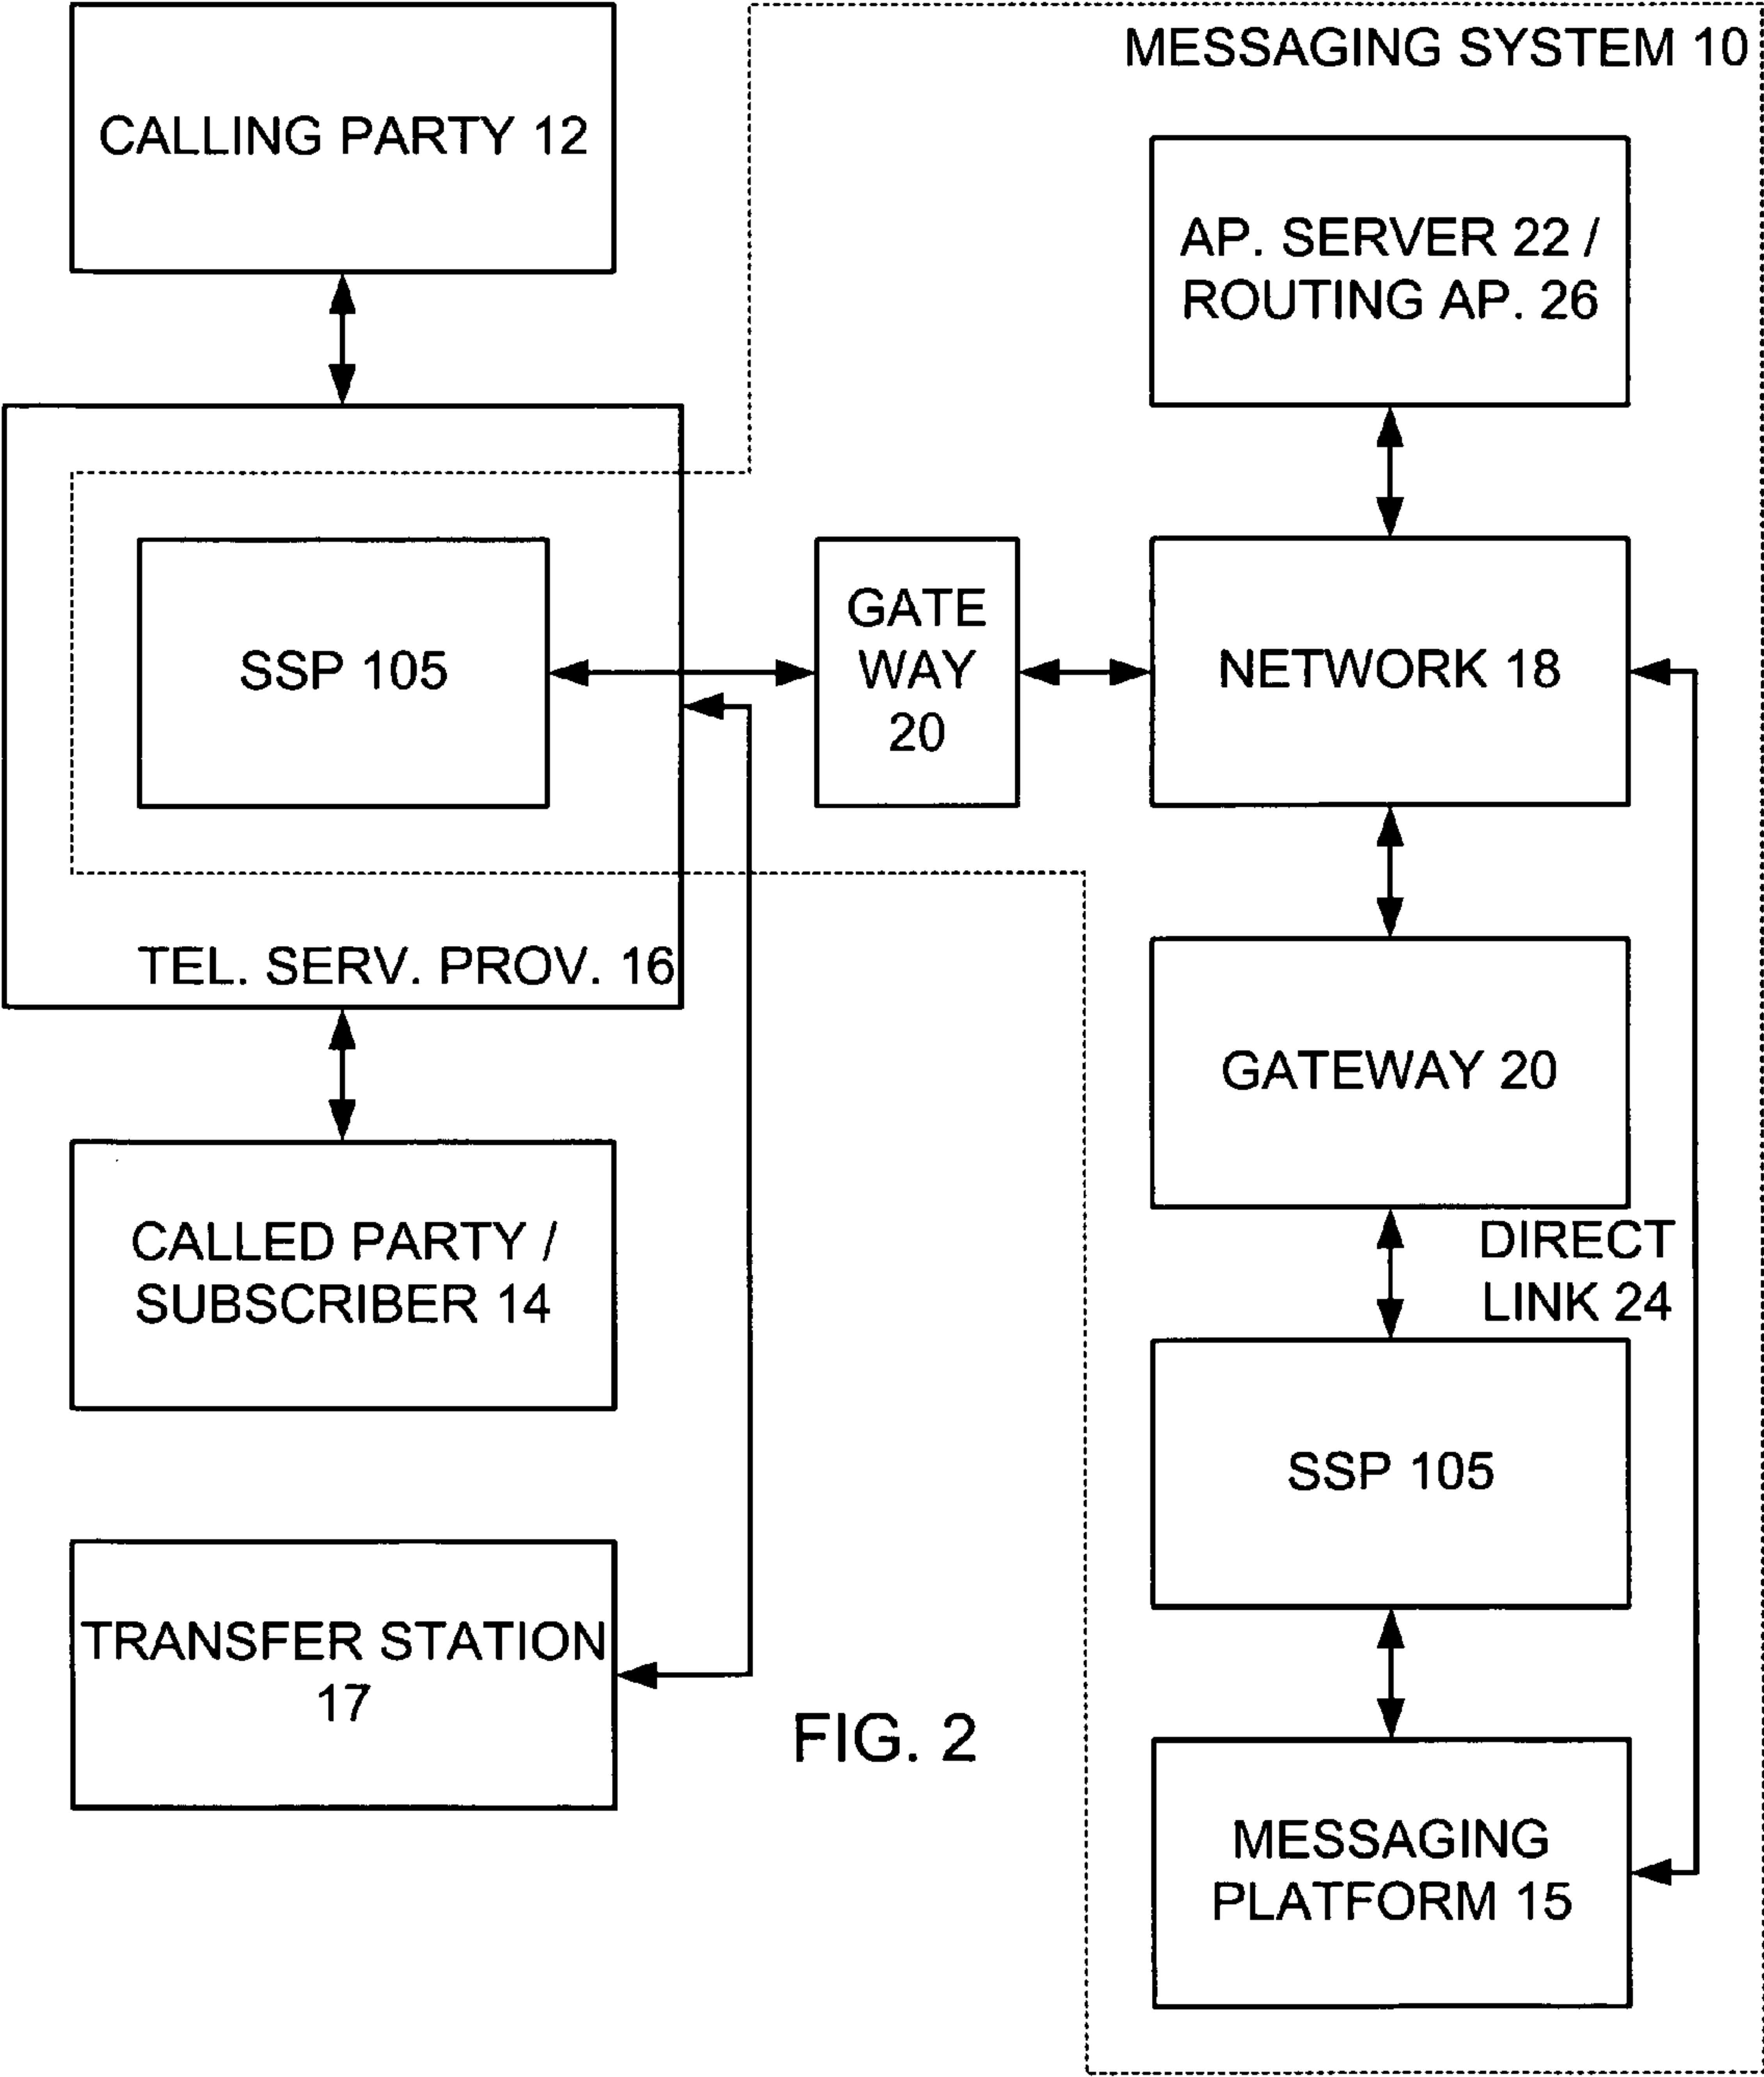 MESSAGING SYSTEM 10
CALLING PARTY 12
AP. SERVER 22 /
ROUTING AP. 26
SSP 105
GATE
WAY
20
NETWORK 18
TEL. SERV. PROV. 16
GATEWAY 20
CALLED PARTY /
SUBSCRIBER 14
DIRECT
LINK 24
SSP 105
TRANSFER STATION
17
FIG. 2
MESSAGING
PLATFORM 15